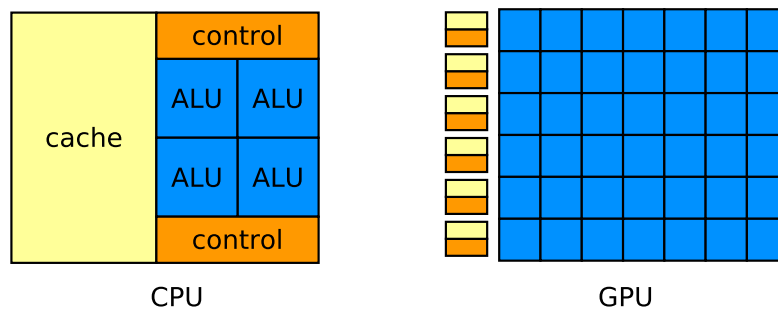 control
ALU ALU
cache
ALU ALU
control
CPU GPU